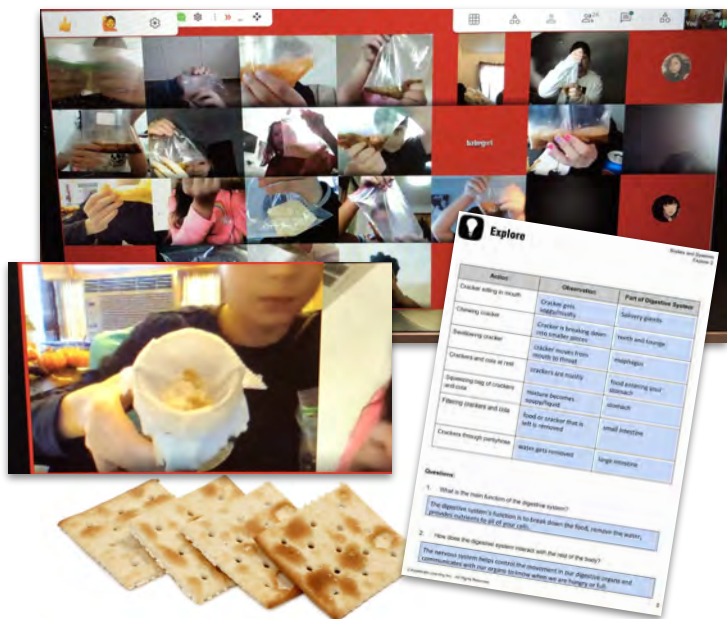 Explore
Systems
Explore 2
Action
Observation
Part of Digestive System
Cracker sitting in mouth
Cracker gets
soggy/mushy
Salivary glands
Chewing cracker
Cracker is breaking down
into smaller pieces
teeth and tounge
Swallowing cracker
cracker moves from
mouth to throat
esophagus
Crackers and cola at rest
crackers are mushy
food entering your
stomach
Squeezing bag of crackers
and cola
mixture becomes
soupy/liquid
stomach
Filtering crackers and cola
food or cracker that is
left is removed
small intestine
Crackers through pantyhose
water gets removed
large intestine
Questions:
1. What is the main function of the digestive system?
The digestive system's function is to break down the food, remove the water,
provides nutrients to all of your cells.
2. How does the digestive system interact with the rest of the body?
The nervous system helps control the movement in our digestive organs and
communicates with our organs to know when we are hungry or full.